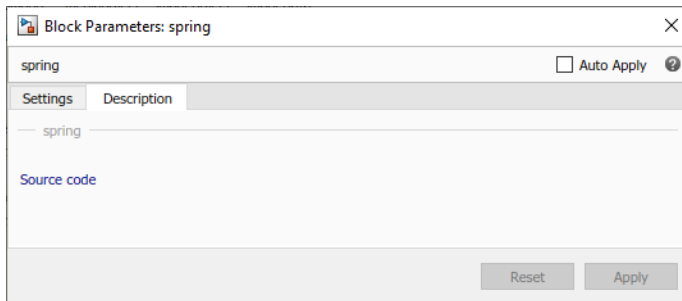 Block Parameters: spring
spring
Auto Apply
Settings Description
spring
Source code
Reset Apply